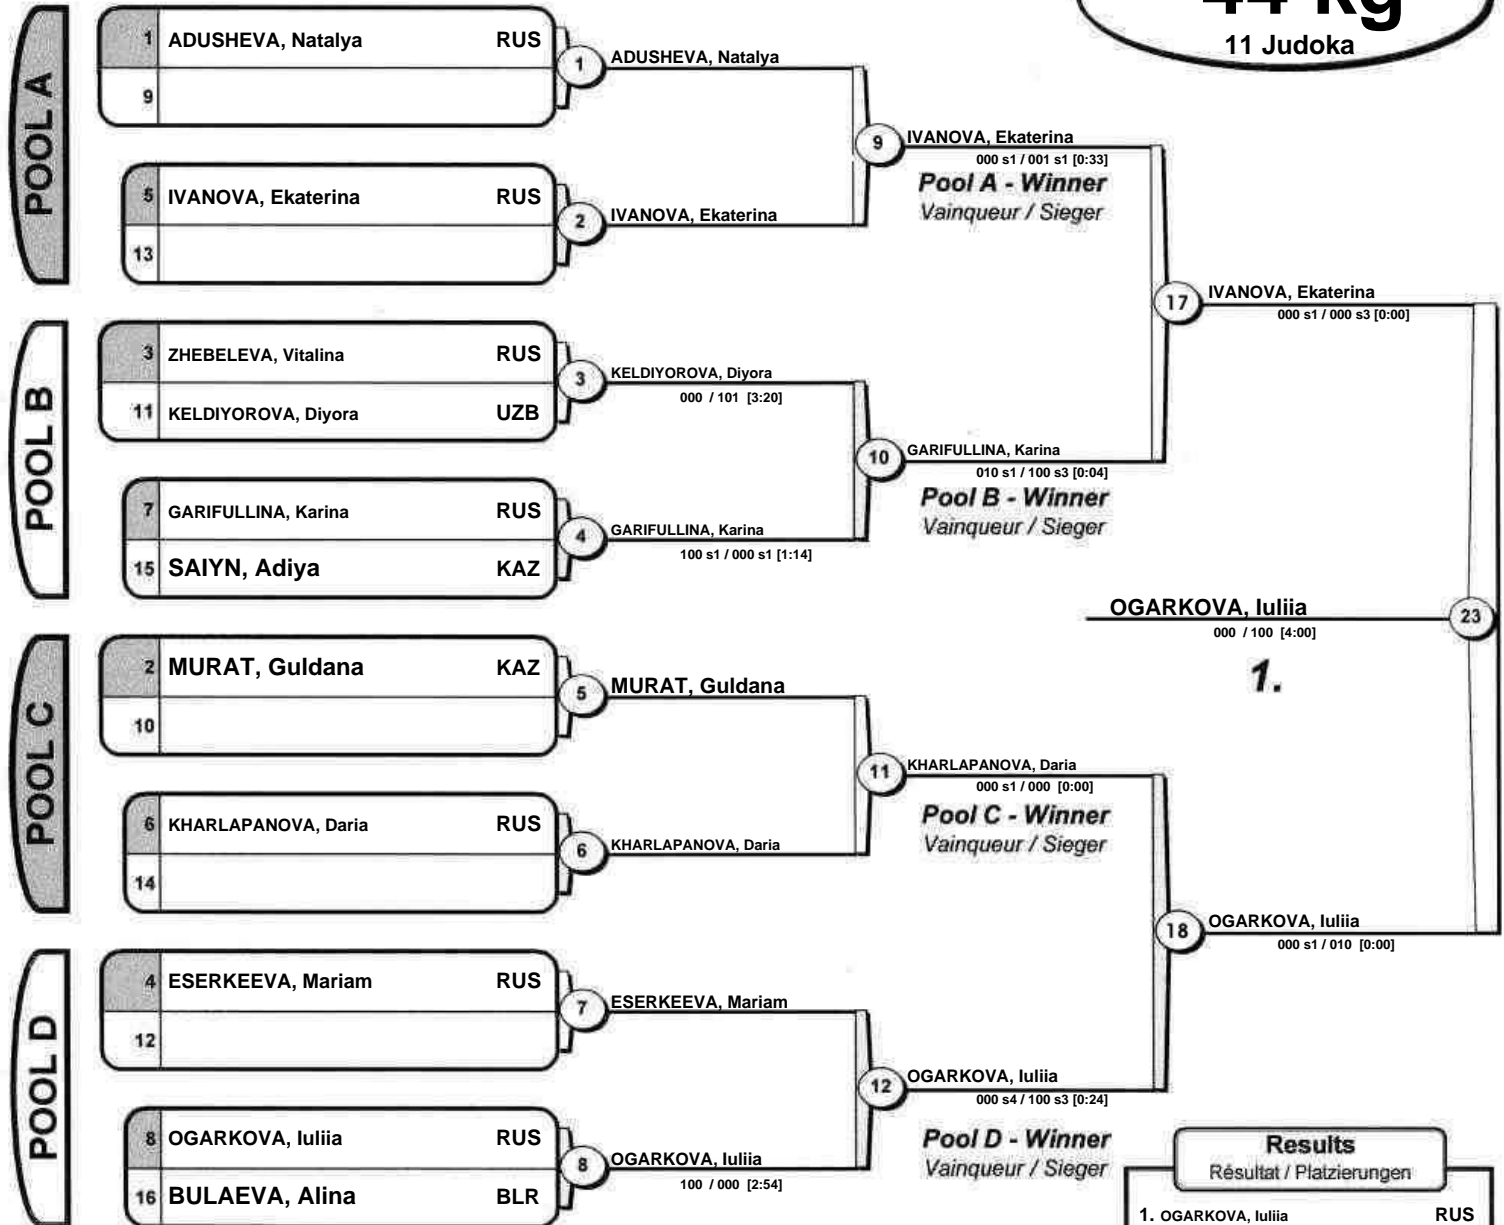 44 kg
11 Judoka
POOL A
1 ADUSHEVA, Natalya RUS
9
1
ADUSHEVA, Natalya
5 IVANOVA, Ekaterina RUS
13
2
IVANOVA, Ekaterina
9
IVANOVA, Ekaterina
000 s1 / 001 s1 [0:33]
Pool A - Winner
Vainqueur / Sieger
POOL B
3 ZHEBELEVA, Vitalina RUS
11 KELDIYOROVA, Diyora UZB
3
KELDIYOROVA, Diyora
000 / 101 [3:20]
7 GARIFULLINA, Karina RUS
15 SAIYN, Adiya KAZ
4
GARIFULLINA, Karina
100 s1 / 000 s1 [1:14]
10
GARIFULLINA, Karina
010 s1 / 100 s3 [0:04]
Pool B - Winner
Vainqueur / Sieger
17
IVANOVA, Ekaterina
000 s1 / 000 s3 [0:00]
POOL C
2 MURAT, Guldana KAZ
10
5
MURAT, Guldana
6 KHARLAPANOVA, Daria RUS
14
6
KHARLAPANOVA, Daria
11
KHARLAPANOVA, Daria
000 s1 / 000 [0:00]
Pool C - Winner
Vainqueur / Sieger
POOL D
4 ESERKEEVA, Mariam RUS
12
7
ESERKEEVA, Mariam
8 OGARKOVA, Iuliia RUS
16 BULAEVA, Alina BLR
8
OGARKOVA, Iuliia
100 / 000 [2:54]
12
OGARKOVA, Iuliia
000 s4 / 100 s3 [0:24]
Pool D - Winner
Vainqueur / Sieger
18
OGARKOVA, Iuliia
000 s1 / 010 [0:00]
OGARKOVA, Iuliia
23
000 / 100 [4:00]
1.
Results
Résultat / Platzierungen
1. OGARKOVA, Iuliia RUS